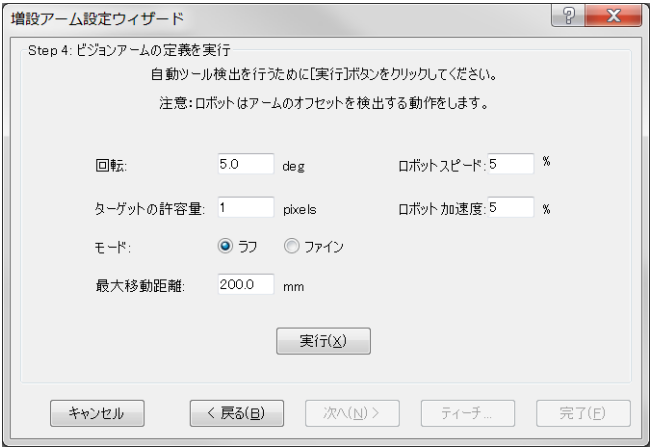 増設アーム設定ウィザード
Step 4: ビジョンアームの定義を実行
自動ツール検出を行うために[実行]ボタンをクリックしてください。
注意:ロボットはアームのオフセットを検出する動作をします。
回転: 5.0 deg ロボットスピード: 5 %
ターゲットの許容量: 1 pixels ロボット加速度: 5 %
モード: ラフ ファイン
最大移動距離: 200.0 mm
実行(X)
キャンセル < 戻る(B) 次へ(N) > ティーチ... 完了(F)